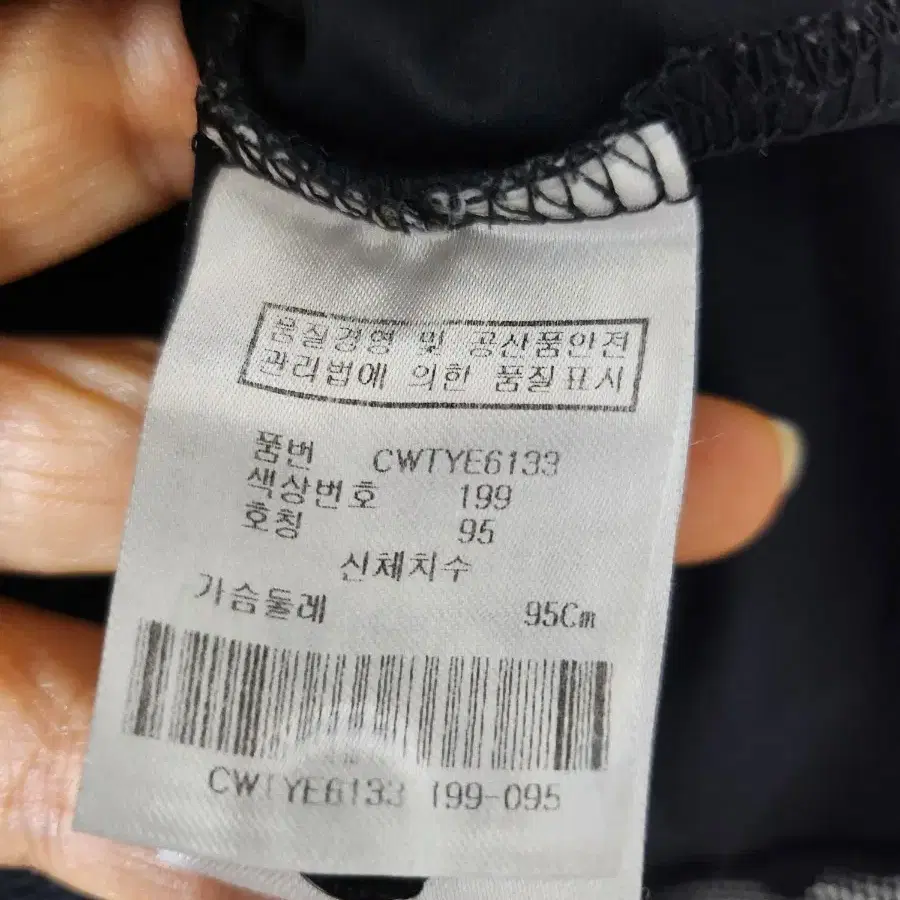 품질경영 및 공산품안전
관리법에 의한 품질표시
품번 CWTYE6133
색상번호 199
호칭 95
신체치수
가슴둘레 95Cm
CWTYE6133 199-095